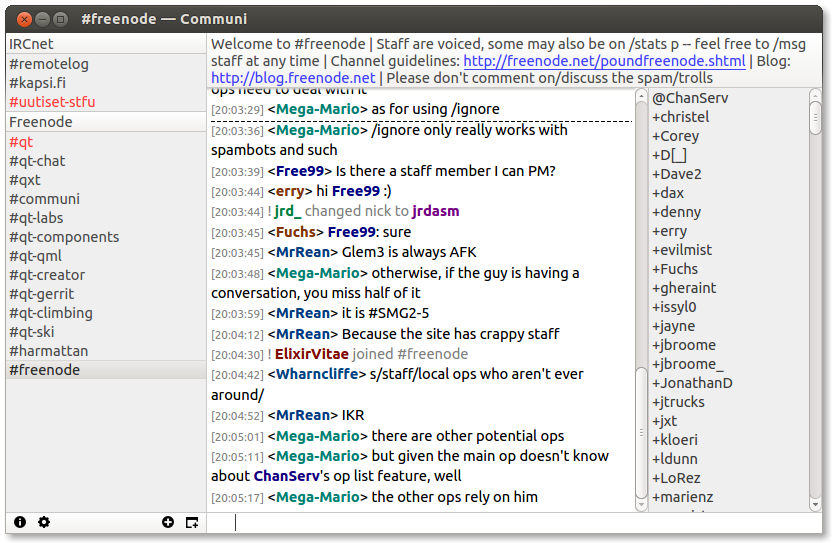 #freenode — Communi
IRCnet
#remotelog
#kapsi.fi
#uutiset-stfu
Freenode
#qt
#qt-chat
#qxt
#communi
#qt-labs
#qt-components
#qt-qml
#qt-creator
#qt-gerrit
#qt-climbing
#qt-ski
#harmattan
#freenode
Welcome to #freenode | Staff are voiced, some may also be on /stats p -- feel free to /msg
staff at any time | Channel guidelines: http://freenode.net/poundfreenode.shtml | Blog:
http://blog.freenode.net | Please don't comment on/discuss the spam/trolls
ops need to deal with it
[20:03:29] <Mega-Mario> as for using /ignore
[20:03:36] <Mega-Mario> /ignore only really works with
spambots and such
[20:03:39] <Free99> Is there a staff member I can PM?
[20:03:44] <erry> hi Free99 :)
[20:03:44] ! jrd_ changed nick to jrdasm
[20:03:45] <Fuchs> Free99: sure
[20:03:45] <MrRean> Glem3 is always AFK
[20:03:48] <Mega-Mario> otherwise, if the guy is having a
conversation, you miss half of it
[20:03:59] <MrRean> it is #SMG2-5
[20:04:12] <MrRean> Because the site has crappy staff
[20:04:30] ! ElixirVitae joined #freenode
[20:04:42] <Wharncliffe> s/staff/local ops who aren't ever
around/
[20:04:52] <MrRean> IKR
[20:05:01] <Mega-Mario> there are other potential ops
[20:05:11] <Mega-Mario> but given the main op doesn't know
about ChanServ's op list feature, well
[20:05:17] <Mega-Mario> the other ops rely on him
@ChanServ
+christel
+Corey
+D[_]
+Dave2
+dax
+denny
+erry
+evilmist
+Fuchs
+gheraint
+issyl0
+jayne
+jbroome
+jbroome_
+JonathanD
+jtrucks
+jxt
+kloeri
+ldunn
+LoRez
+marienz